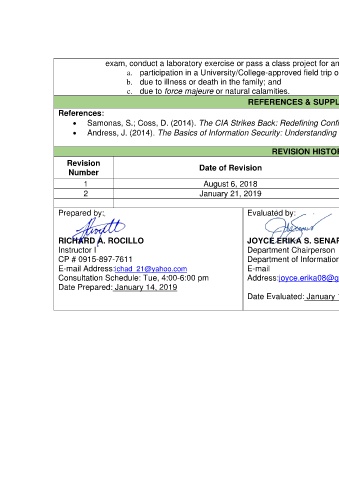 exam, conduct a laboratory exercise or pass a class project for an
a. participation in a University/College-approved field trip o
b. due to illness or death in the family; and
c. due to force majeure or natural calamities.
REFERENCES & SUPPL
References:
• Samonas, S.; Coss, D. (2014). The CIA Strikes Back: Redefining Confi
• Andress, J. (2014). The Basics of Information Security: Understanding
REVISION HISTOR
Revision Number
Date of Revision
1 August 6, 2018
2 January 21, 2019
Prepared by:
RICHARD A. ROCILLO
Instructor I
CP # 0915-897-7611
E-mail Address:ichad_21@yahoo.com
Consultation Schedule: Tue, 4:00-6:00 pm
Date Prepared: January 14, 2019
Evaluated by:
JOYCE ERIKA S. SENAR
Department Chairperson
Department of Information
E-mail
Address:joyce.erika08@g
Date Evaluated: January